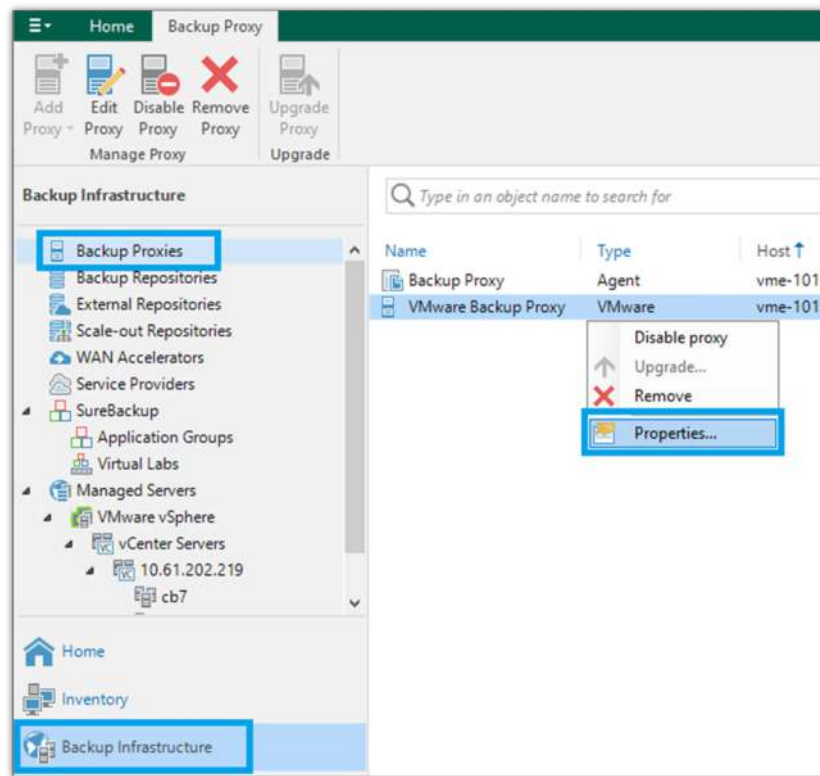 Home Backup Proxy
Add Proxy Edit Proxy Disable Proxy Remove Proxy Upgrade Proxy
Manage Proxy Upgrade
Backup Infrastructure
Type in an object name to search for
Backup Proxies
Backup Repositories
External Repositories
Scale-out Repositories
WAN Accelerators
Service Providers
SureBackup
Application Groups
Virtual Labs
Managed Servers
VMware vSphere
vCenter Servers
10.61.202.219
cb7
Name Type Host
Backup Proxy Agent vme-101
VMware Backup Proxy VMware vme-101
Disable proxy
Upgrade...
Remove
Properties...
Home
Inventory
Backup Infrastructure